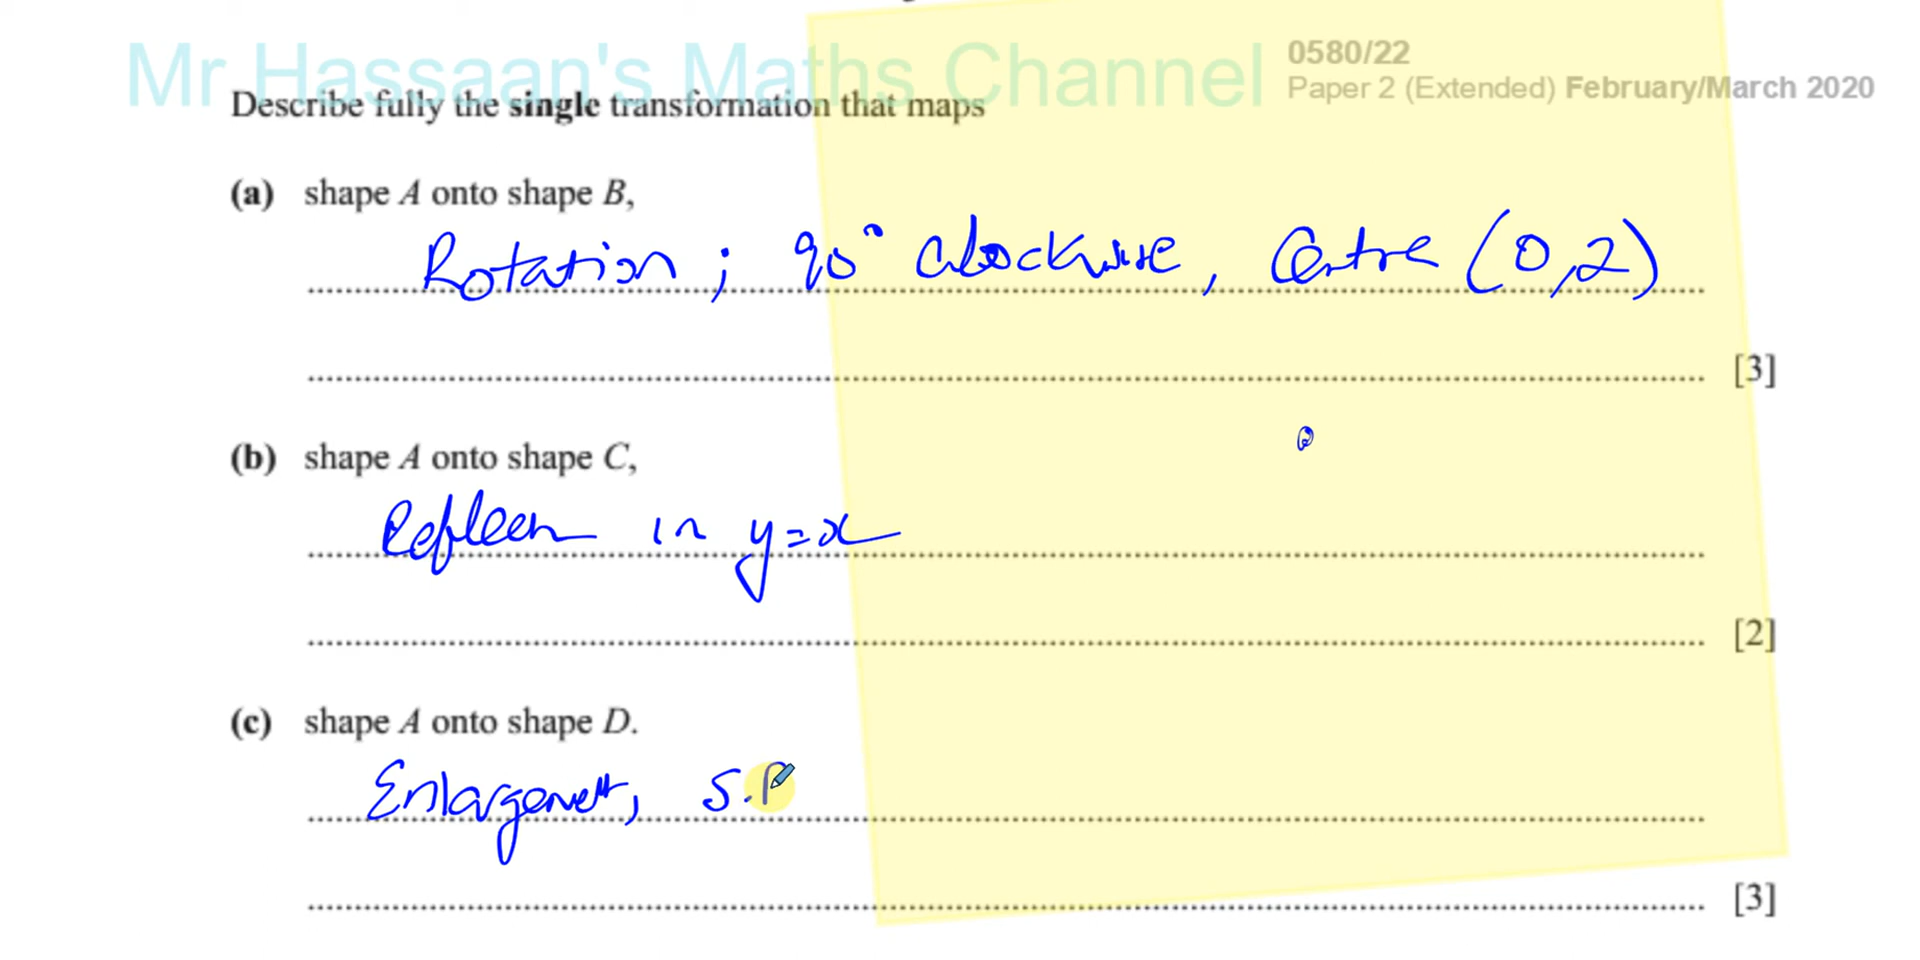 Mr Hassaan's Maths Channel
0580/22
Paper 2 (Extended) February/March 2020
Describe fully the single transformation that maps
(a) shape A onto shape B,
Rotation ; 90° clockwise, Centre (0,2)
[3]
(b) shape A onto shape C,
in y=x
[2]
(c) shape A onto shape D.
Enlargement, S.F
[3]